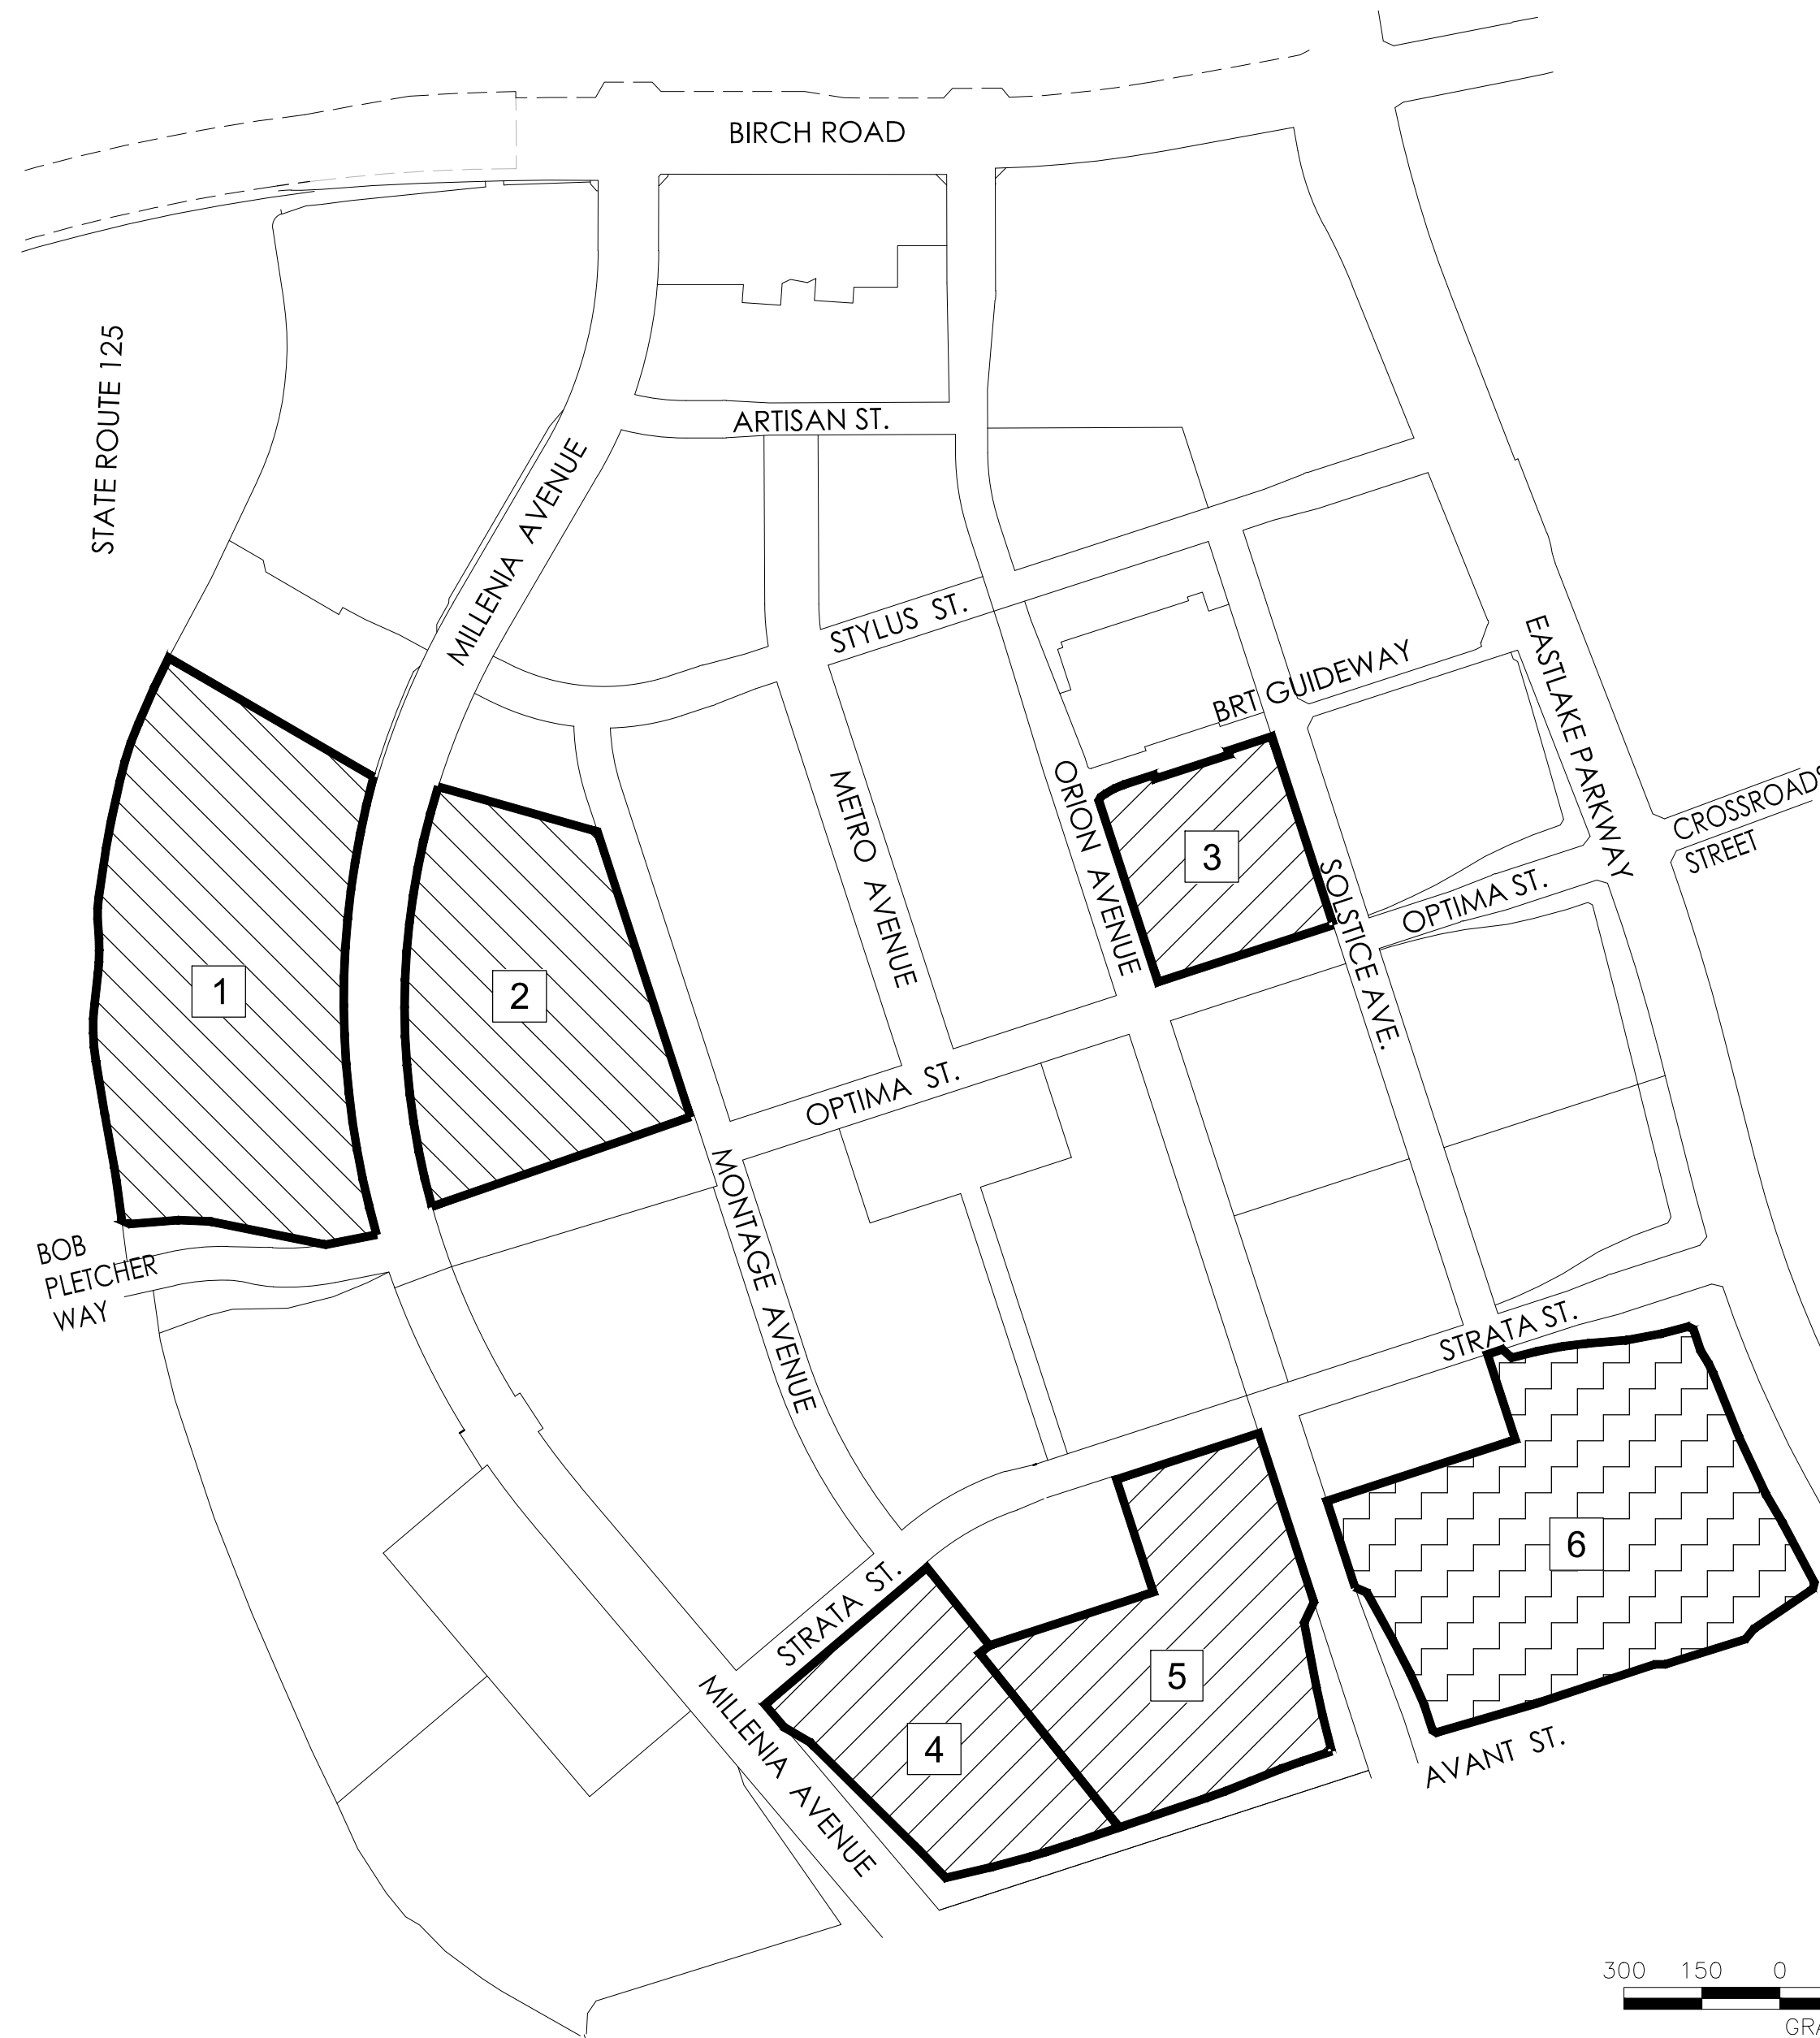 BIRCH ROAD
STATE ROUTE 125
ARTISAN ST.
MILLENIA AVENUE
STYLUS ST.
BRT GUIDEWAY
EASTLAKE PARKWAY
CROSSROADS
STREET
METRO AVENUE
ORION AVENUE
3
SOLSTICE AVE.
OPTIMA ST.
1
2
OPTIMA ST.
MONTAGE AVENUE
BOB
PLETCHER
WAY
STRATA ST.
6
STRATA ST.
5
4
MILLENIA AVENUE
AVANT ST.
300 150 0
GRA